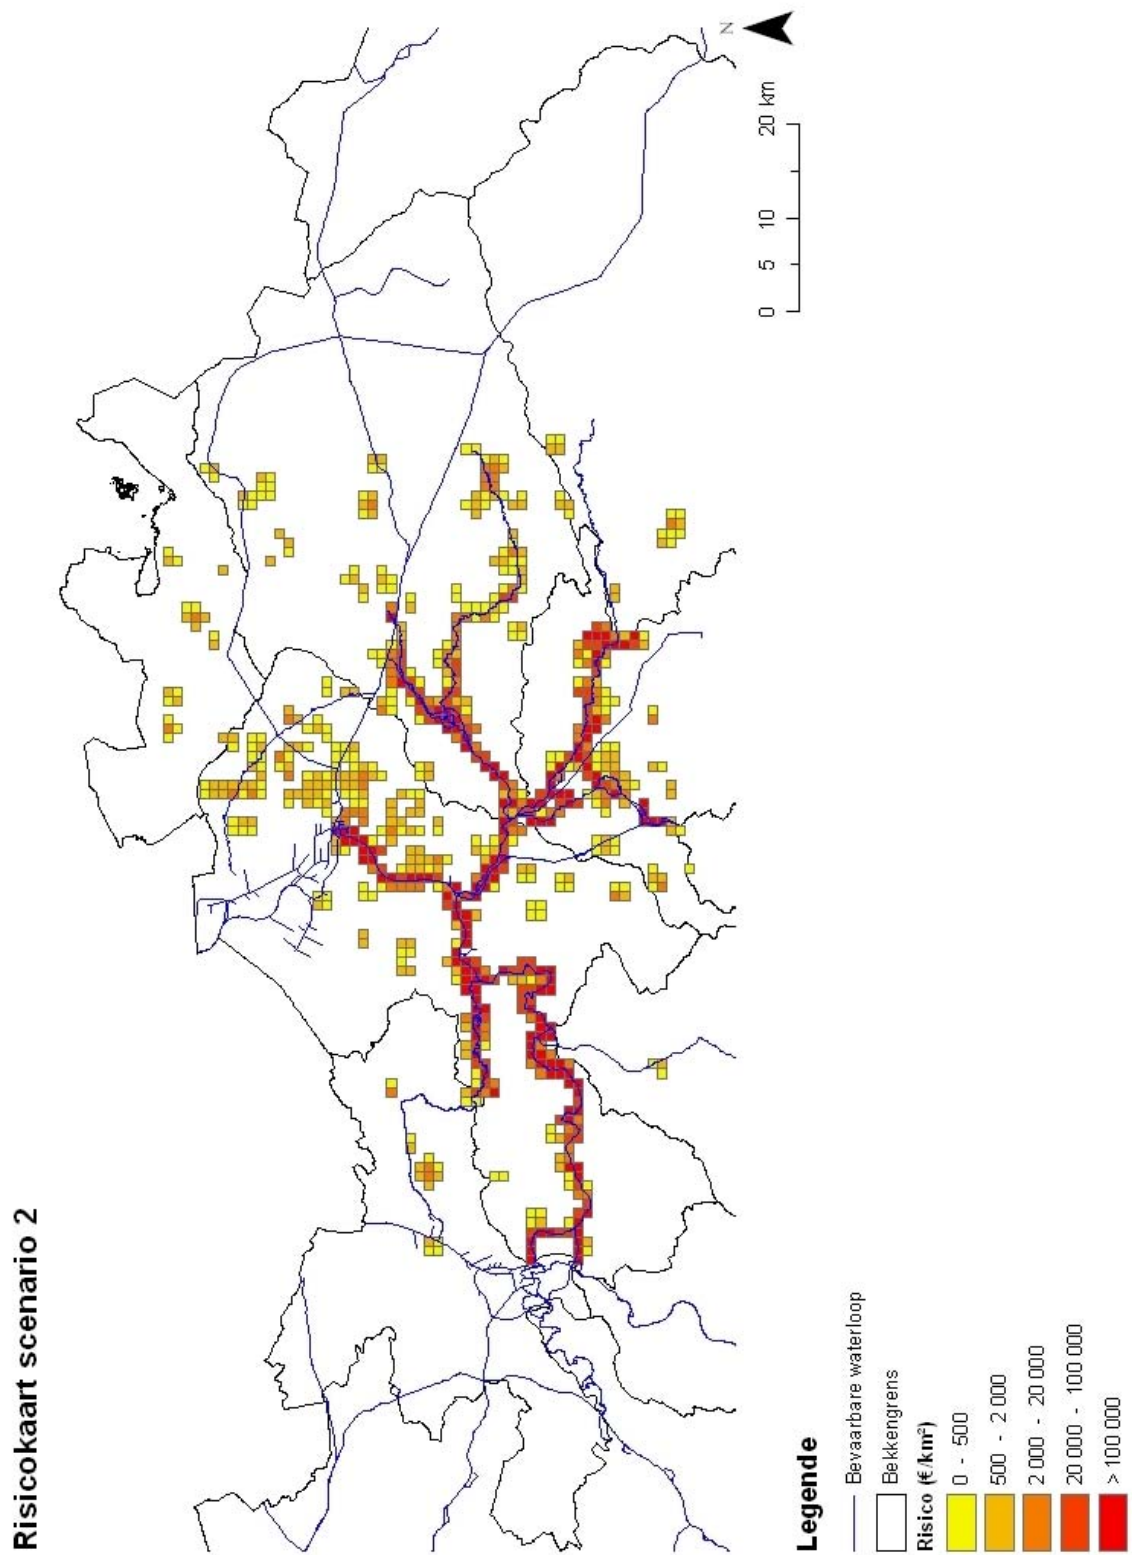 Risicokaart scenario 2
N
0 5 10 20 km
Legende
Bevaarbare waterloop
Bekkengrens
Risico (€/km²)
0 - 500
500 - 2 000
2 000 - 20 000
20 000 - 100 000
> 100 000